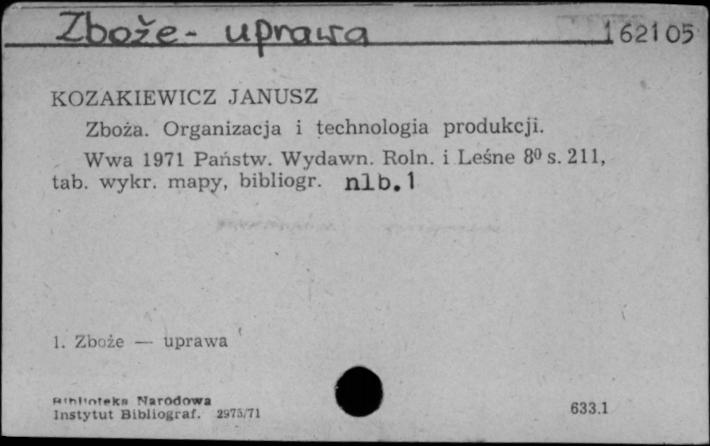 Zboże - uprawa 162105
KOZAKIEWICZ JANUSZ
Zboża. Organizacja i technologia produkcji.
Wwa 1971 Państw. Wydawn. Roln. i Leśne 8⁰ s. 211,
tab. wykr. mapy, bibliogr. nlb.1
1. Zboże — uprawa
Biblioteka Narodowa
Instytut Bibliograf. 2975/71 633.1